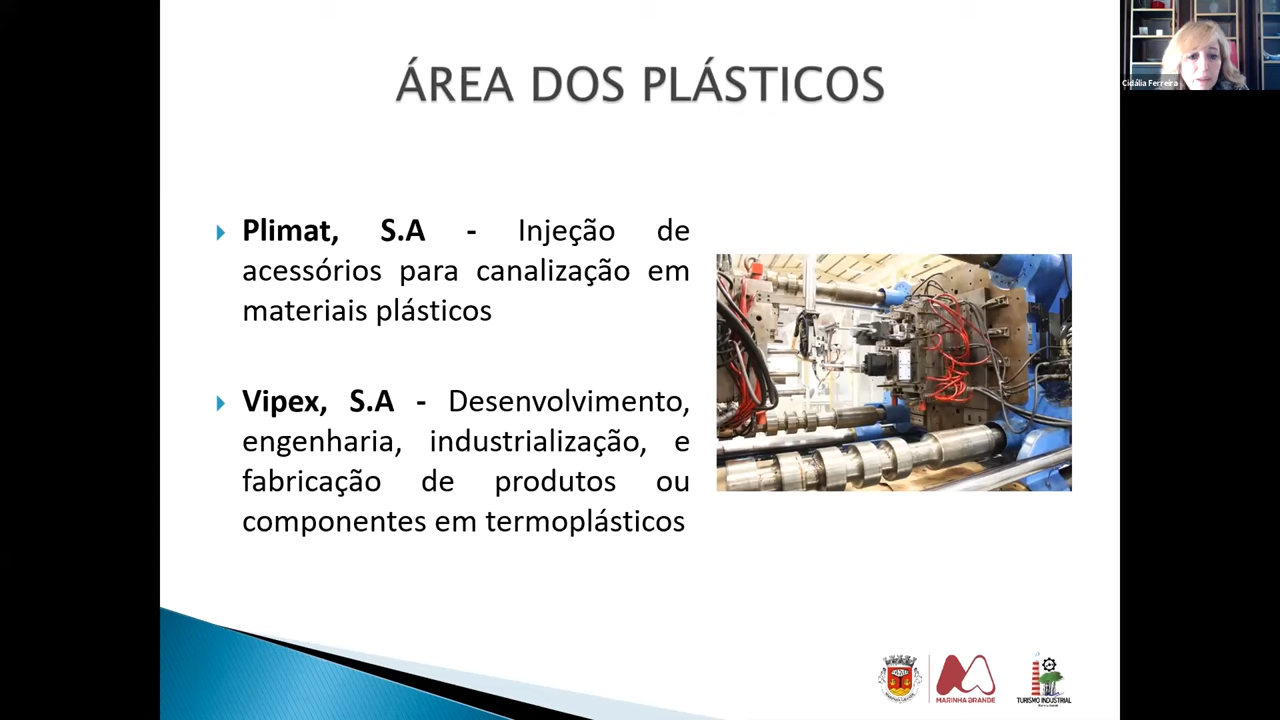 ÁREA DOS PLÁSTICOS
Cidália Ferreira
Plimat, S.A - Injeção de
acessórios para canalização em
materiais plásticos
Vipex, S.A - Desenvolvimento,
engenharia, industrialização, e
fabricação de produtos ou
componentes em termoplásticos
MARINHA GRANDE
TURISMO INDUSTRIAL